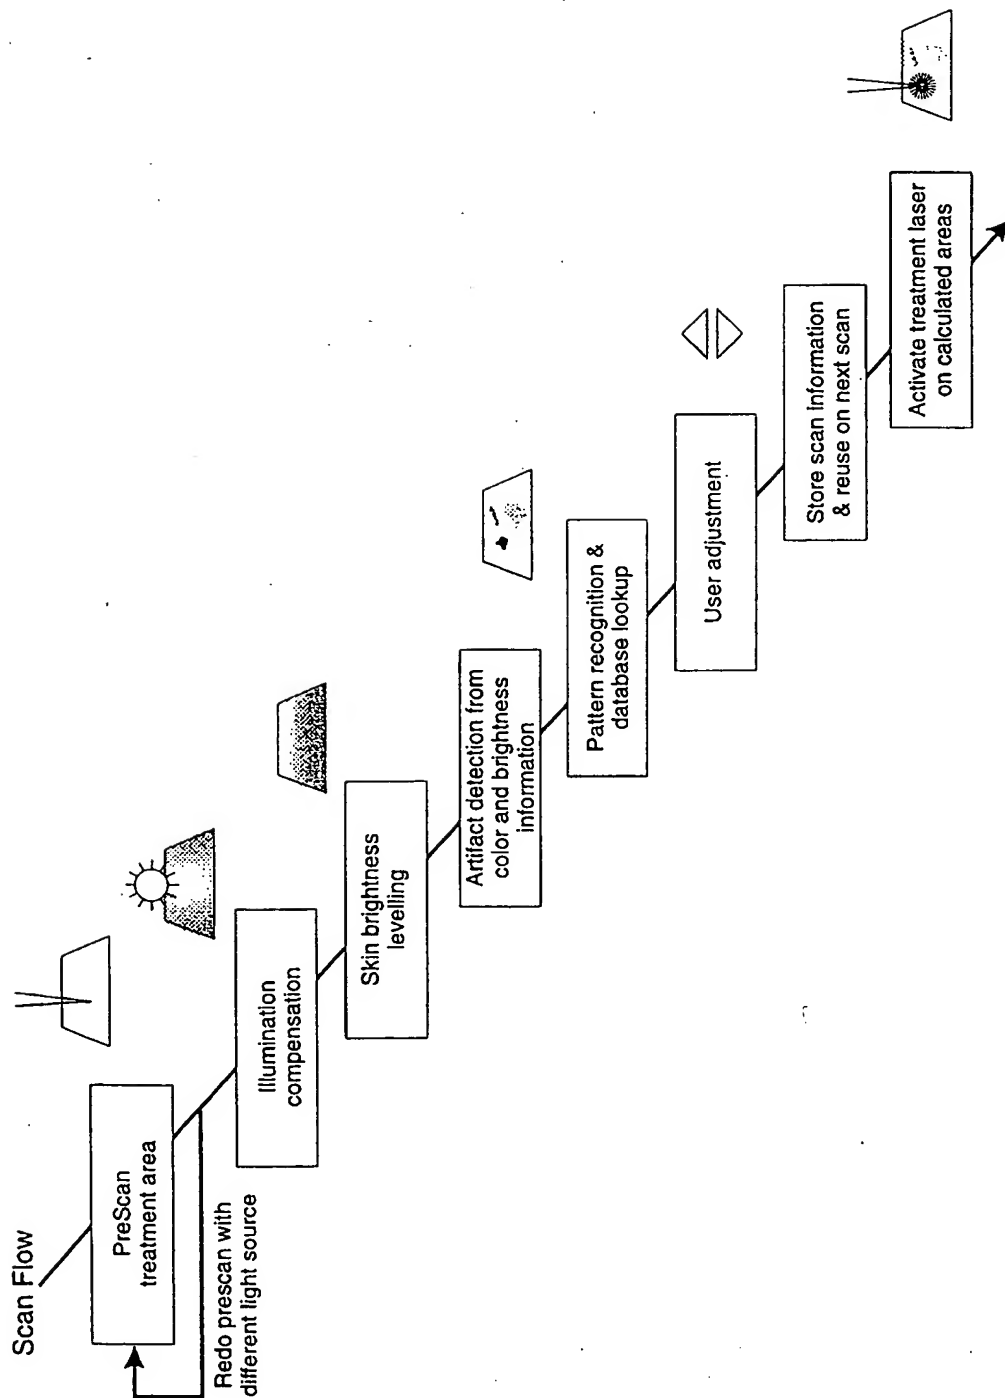 Scan Flow
PreScan
treatment area
Redo prescan with
different light source
Illumination
compensation
Skin brightness
levelling
Artifact detection from
color and brightness
information
Pattern recognition &
database lookup
User adjustment
Store scan information
& reuse on next scan
Activate treatment laser
on calculated areas